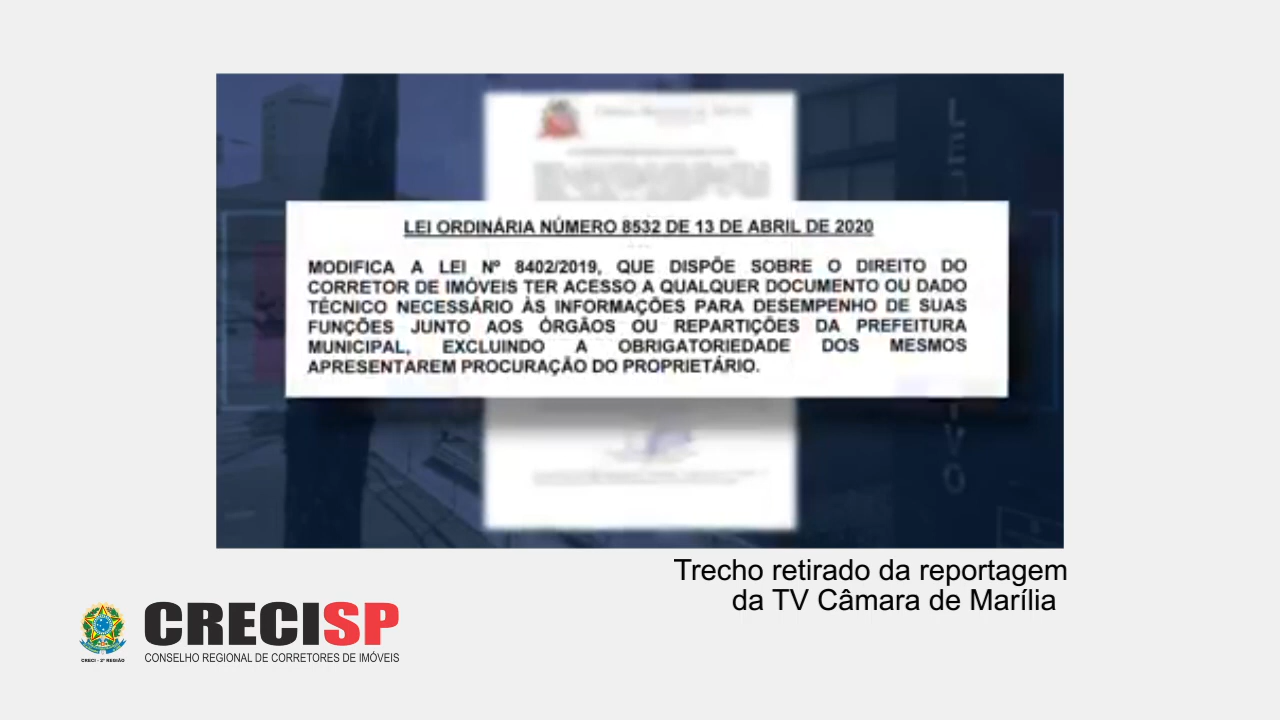 LEI ORDINÁRIA NÚMERO 8532 DE 13 DE ABRIL DE 2020
MODIFICA A LEI Nº 8402/2019, QUE DISPÕE SOBRE O DIREITO DO
CORRETOR DE IMÓVEIS TER ACESSO A QUALQUER DOCUMENTO OU DADO
TÉCNICO NECESSÁRIO ÀS INFORMAÇÕES PARA DESEMPENHO DE SUAS
FUNÇÕES JUNTO AOS ÓRGÃOS OU REPARTIÇÕES DA PREFEITURA
MUNICIPAL, EXCLUINDO A OBRIGATORIEDADE DOS MESMOS
APRESENTAREM PROCURAÇÃO DO PROPRIETÁRIO.
Trecho retirado da reportagem
da TV Câmara de Marília
CRECISP
CONSELHO REGIONAL DE CORRETORES DE IMÓVEIS
CRECI - 2ª REGIÃO